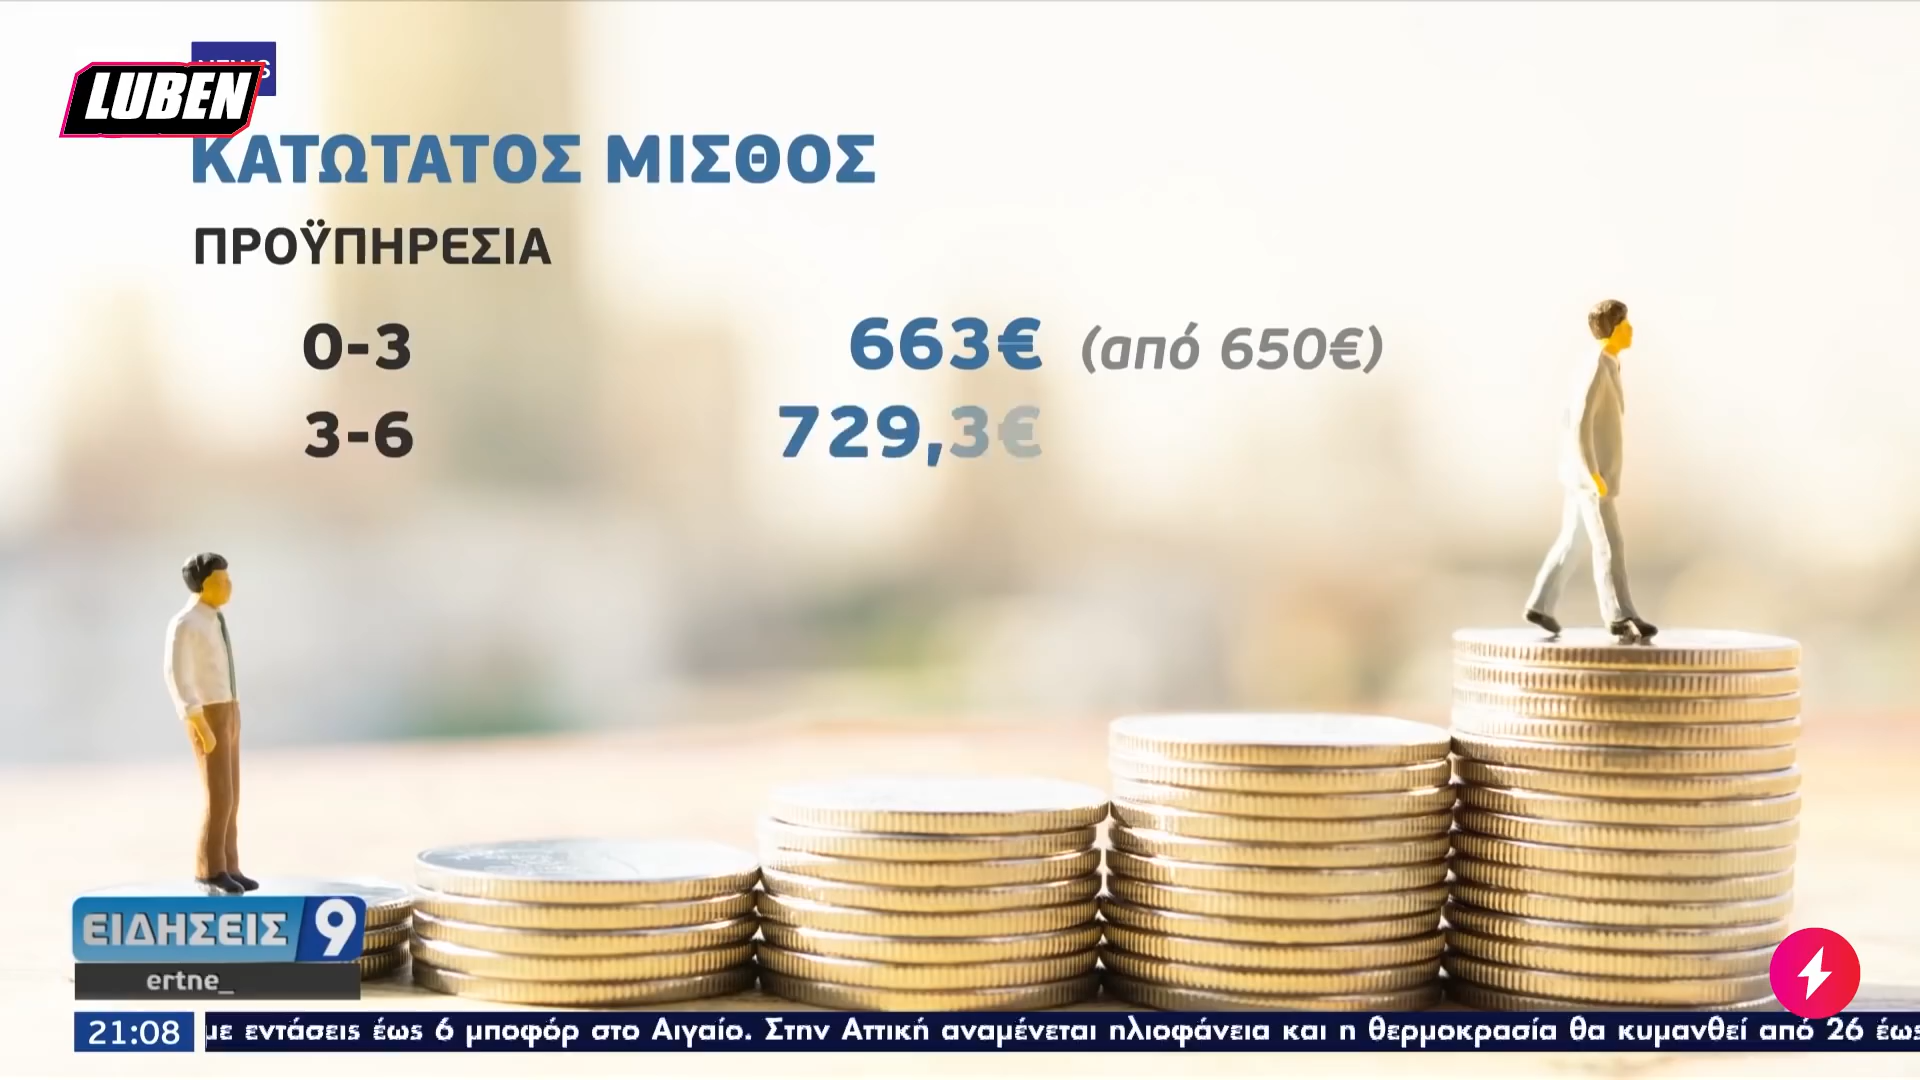 LUBEN
ΚΑΤΩΤΑΤΟΣ ΜΙΣΘΟΣ
ΠΡΟΫΠΗΡΕΣΙΑ
0-3 663€ (από 650€)
3-6 729,3€
ΕΙΔΗΣΕΙΣ 9
ertne_
21:08 με εντάσεις έως 6 μποφόρ στο Αιγαίο. Στην Αττική αναμένεται ηλιοφάνεια και η θερμοκρασία θα κυμανθεί από 26 έως